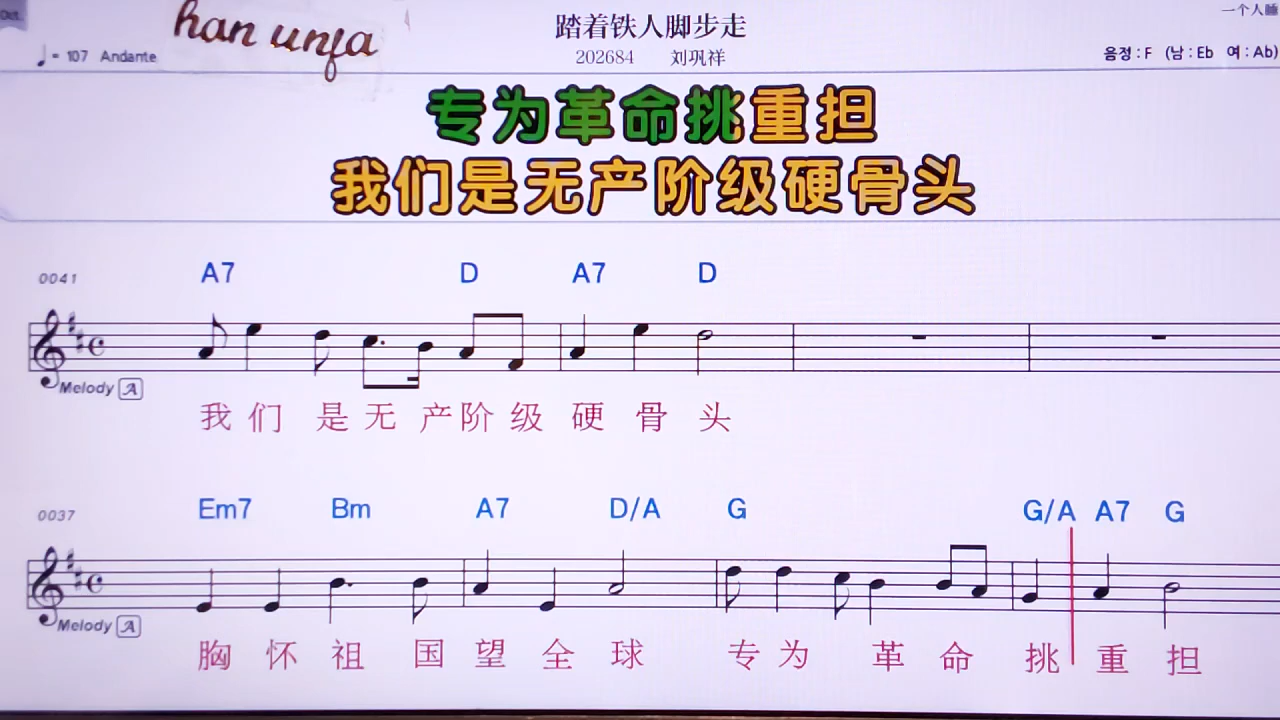 Oct.
han unfa
踏着铁人脚步走
一个人睡
♩= 107 Andante
202684 刘巩祥
음정 : F (남 : Eb 여 : Ab)
专为革命挑重担
我们是无产阶级硬骨头
0041 A7 D A7 D
Melody A
我们 是无产阶级硬骨头
0037 Em7 Bm A7 D/A G G/A A7 G
Melody A
胸怀祖国望全球 专为革命挑重担